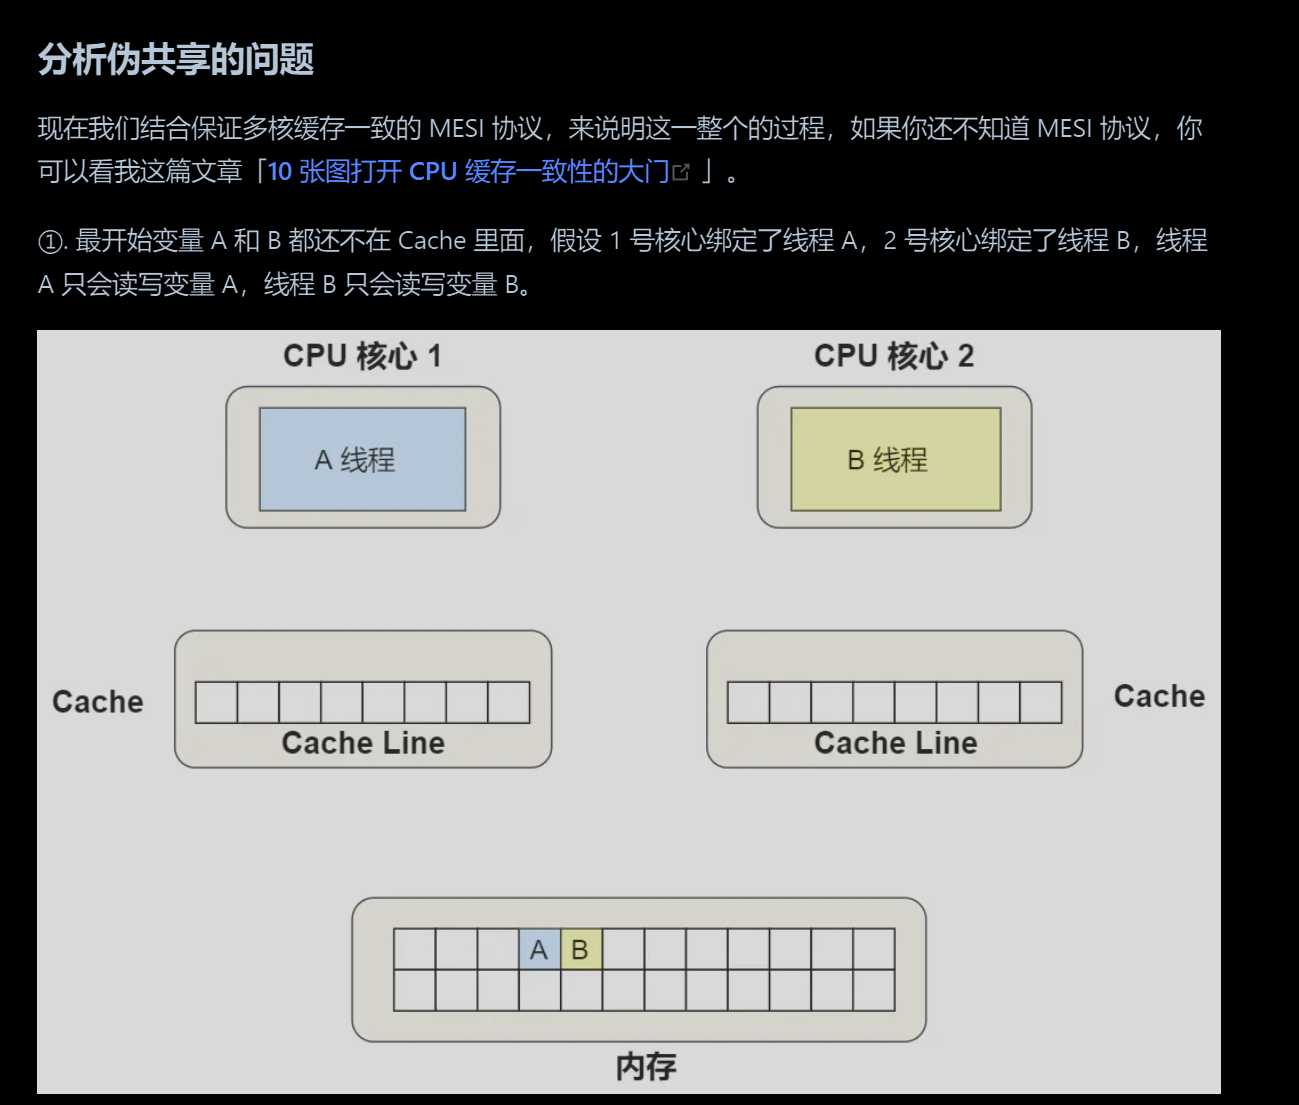 分析伪共享的问题
现在我们结合保证多核缓存一致的 MESI 协议，来说明这一整个的过程，如果你还不知道 MESI 协议，你
可以看我这篇文章「10 张图打开 CPU 缓存一致性的大门 」。
①. 最开始变量 A 和 B 都还不在 Cache 里面，假设 1 号核心绑定了线程 A，2 号核心绑定了线程 B，线程
A 只会读写变量 A，线程 B 只会读写变量 B。
CPU 核心 1
CPU 核心 2
A 线程
B 线程
Cache
Cache Line
Cache Line
Cache
A B
内存